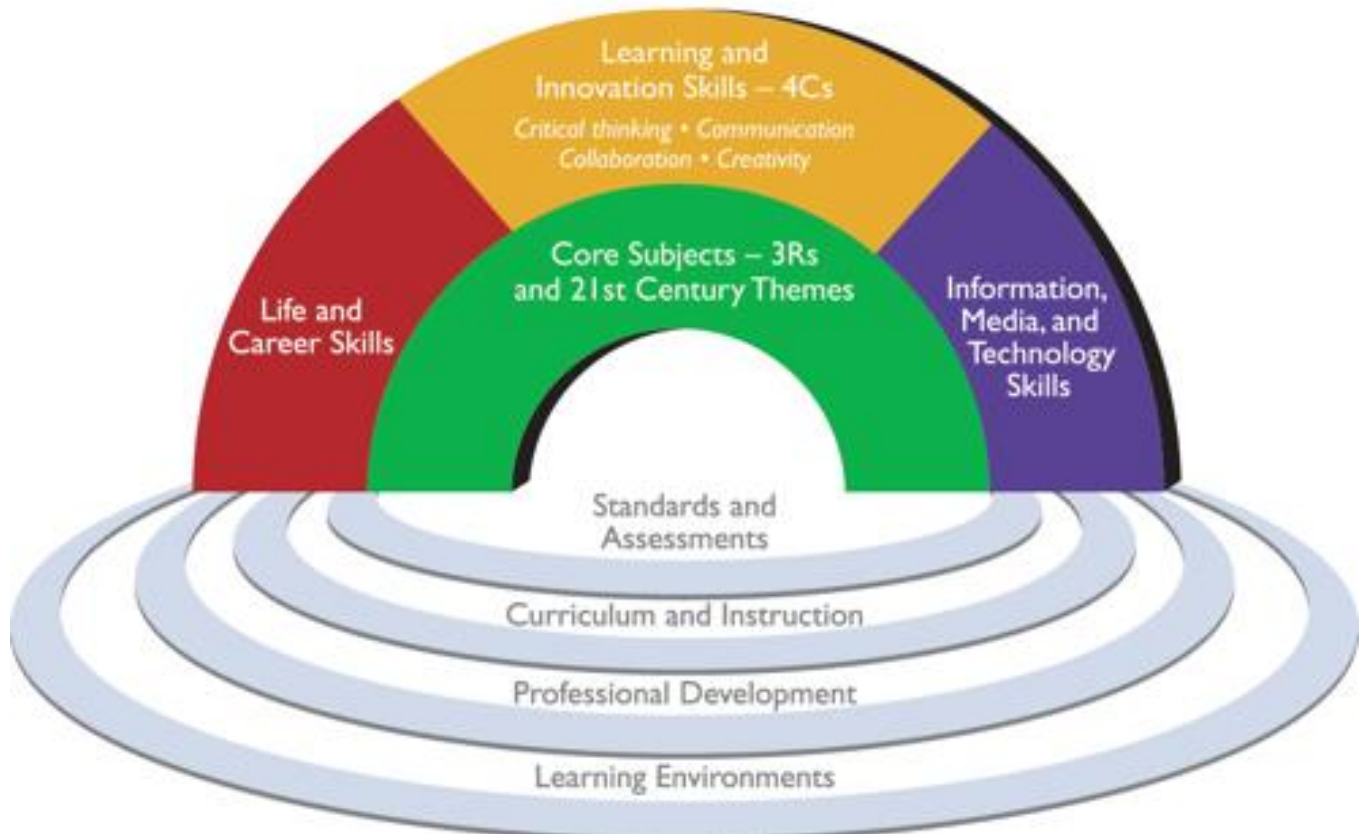 Learning and
Innovation Skills – 4Cs
Critical thinking • Communication
Collaboration • Creativity
Core Subjects – 3Rs
and 21st Century Themes
Life and
Career Skills
Information,
Media, and
Technology
Skills
Standards and
Assessments
Curriculum and Instruction
Professional Development
Learning Environments